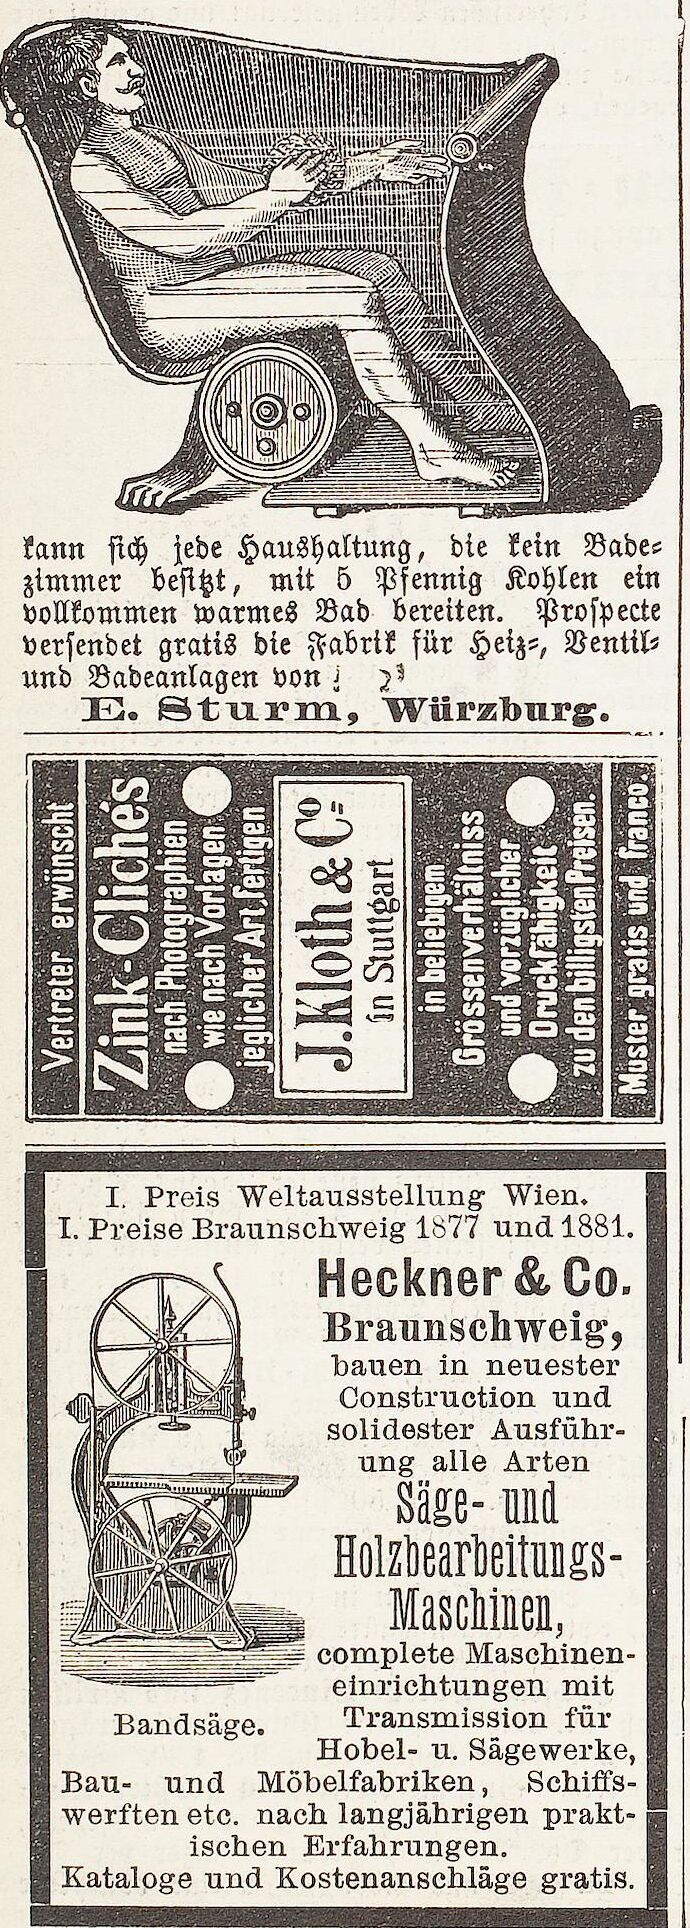 kann sich jede Haushaltung, die kein Bade-
zimmer besitzt, mit 5 Pfennig Kohlen ein
vollkommen warmes Bad bereiten. Prospecte
versendet gratis die Fabrik für Heiz-, Ventil-
und Badeanlagen von
E. Sturm, Würzburg.
Vertreter erwünscht
Zink-Clichés
nach Photographien
wie nach Vorlagen
jeglicher Art, fertigen
J. Kloth & Co
in Stuttgart
in beliebigem
Grössenverhältniss
und vorzüglicher
Druckfähigkeit
zu den billigsten Preisen.
Muster gratis und franco.
I. Preis Weltausstellung Wien.
I. Preise Braunschweig 1877 und 1881.
Heckner & Co.
Braunschweig,
bauen in neuester
Construction und
solidester Ausführ-
ung alle Arten
Säge- und
Holzbearbeitungs-
Maschinen,
complete Maschinen-
einrichtungen mit
Transmission für
Hobel- u. Sägewerke,
Bandsäge.
Bau- und Möbelfabriken, Schiffs-
werften etc. nach langjährigen prakt-
ischen Erfahrungen.
Kataloge und Kostenanschläge gratis.